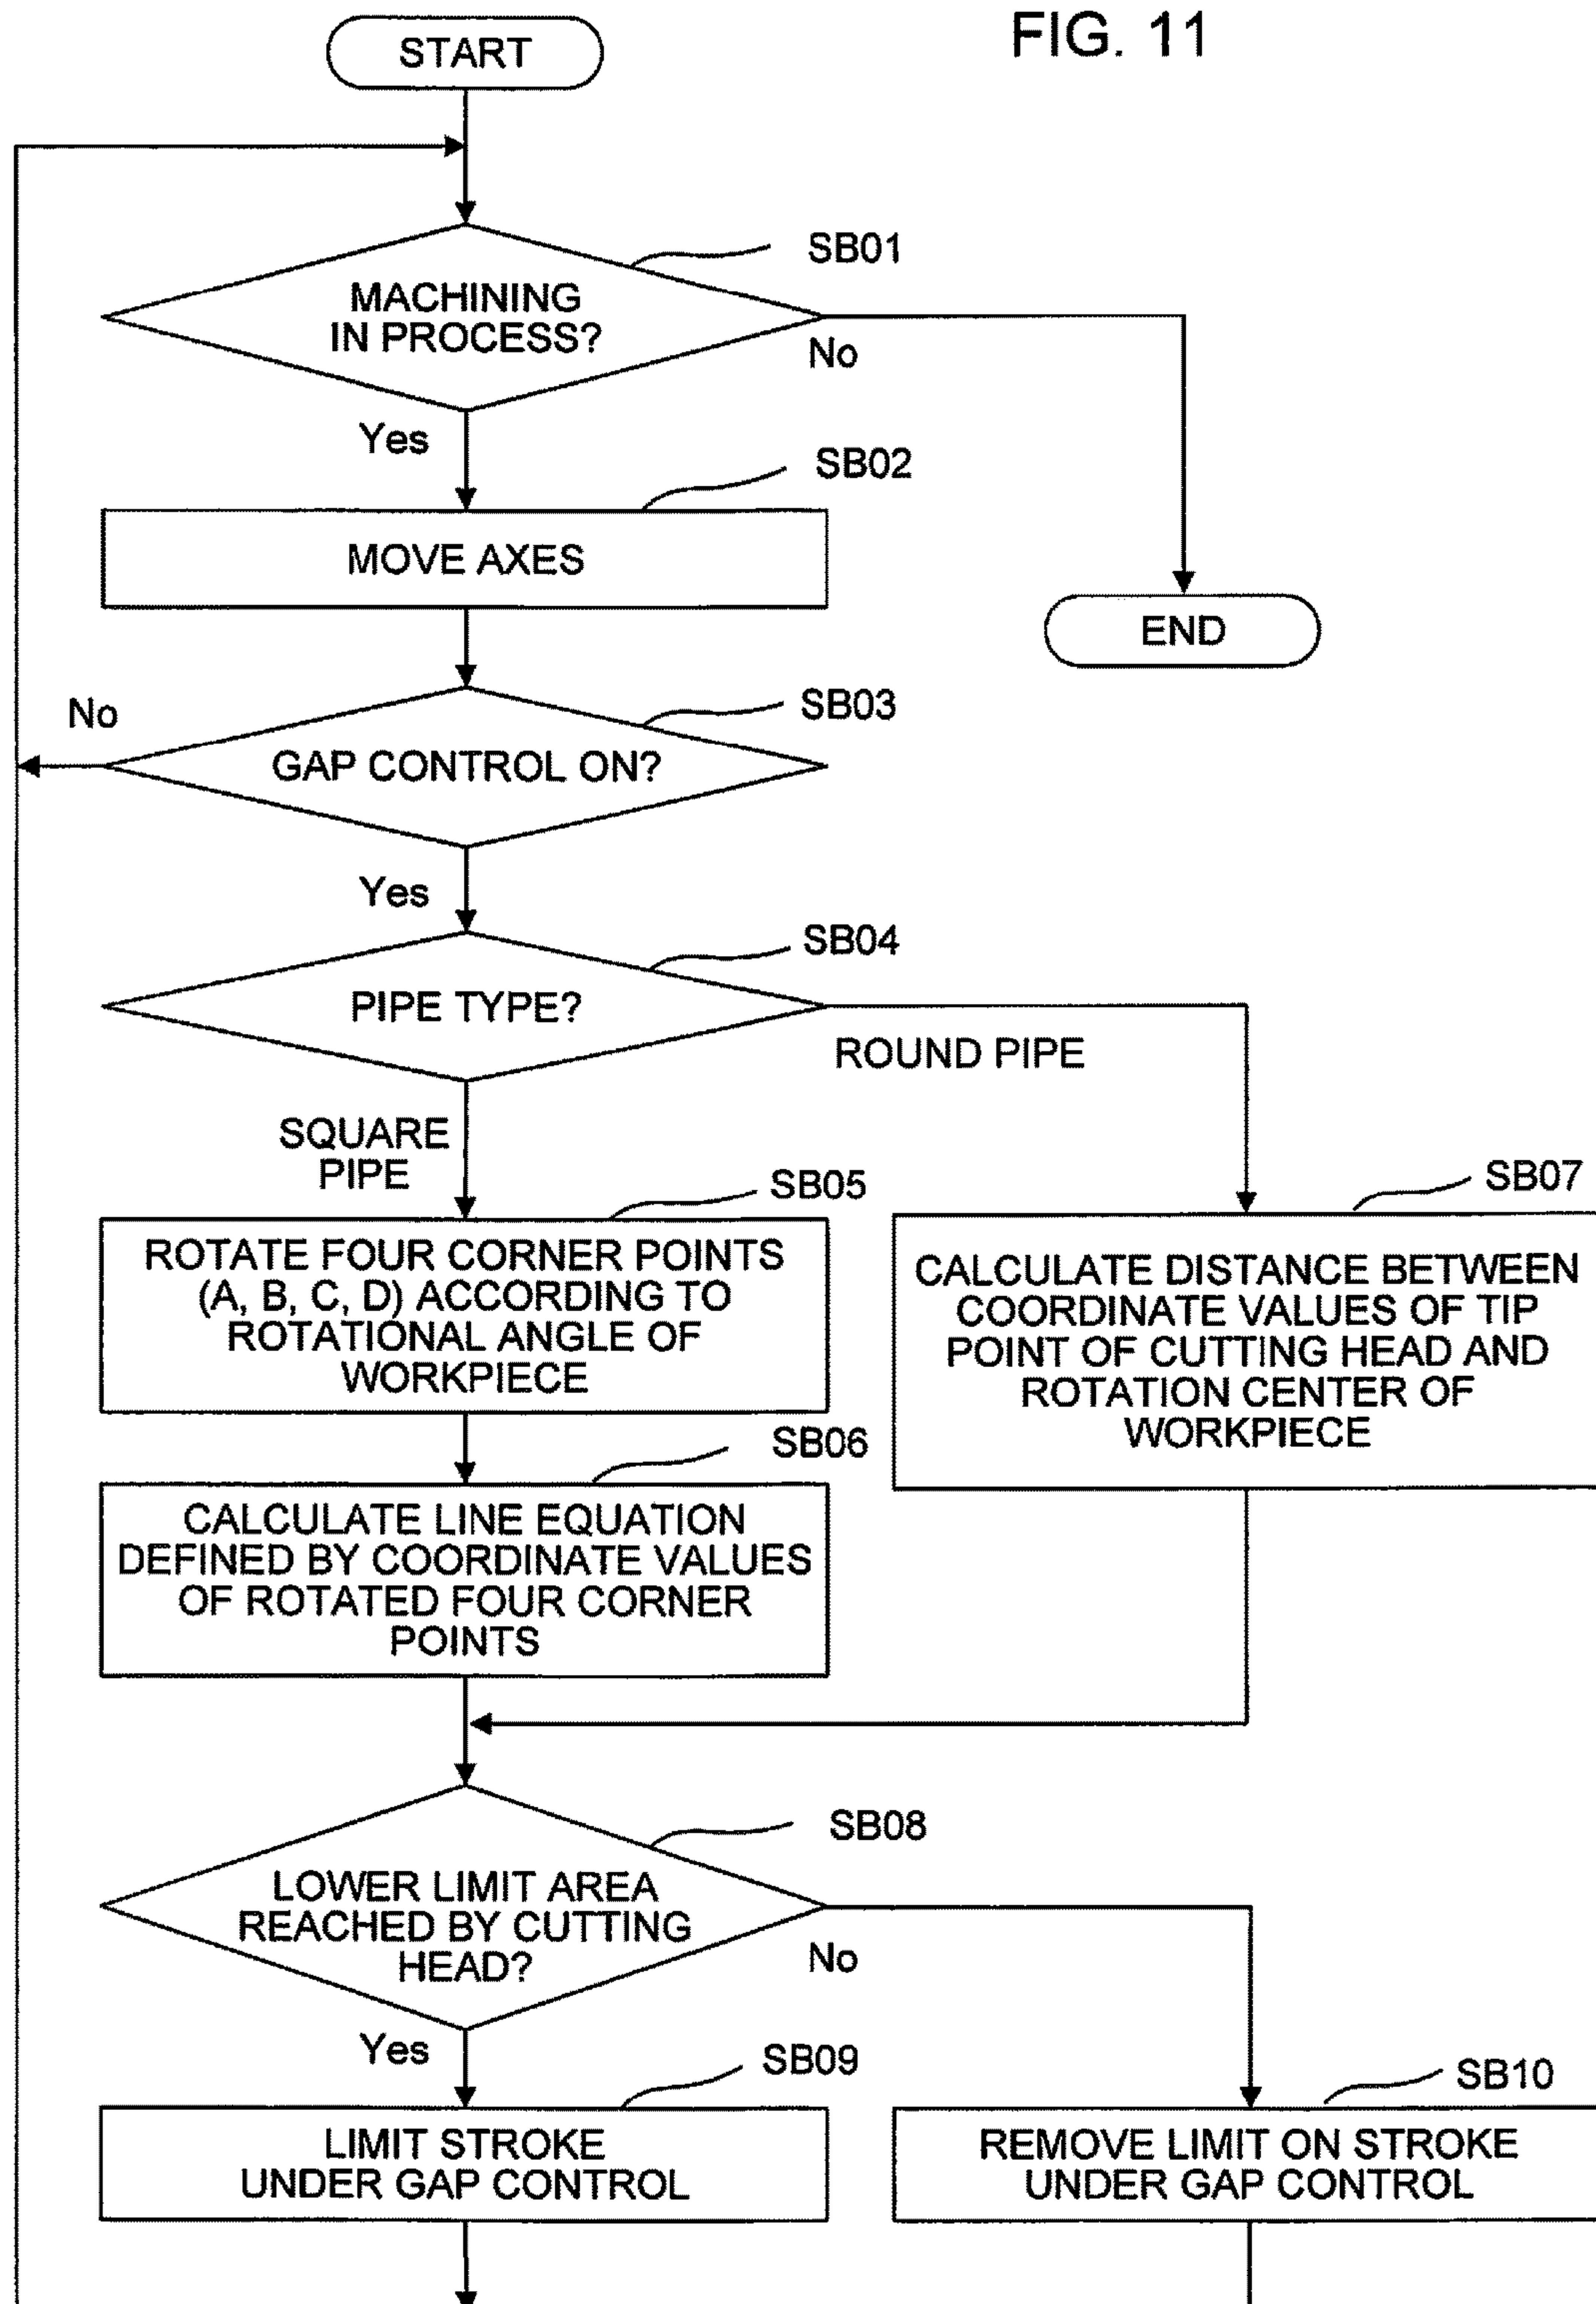 FIG. 11
START
SB01
MACHINING
IN PROCESS?
No
Yes
SB02
MOVE AXES
END
SB03
No
GAP CONTROL ON?
Yes
SB04
PIPE TYPE?
ROUND PIPE
SQUARE
PIPE
SB05
ROTATE FOUR CORNER POINTS
(A, B, C, D) ACCORDING TO
ROTATIONAL ANGLE OF
WORKPIECE
SB07
CALCULATE DISTANCE BETWEEN
COORDINATE VALUES OF TIP
POINT OF CUTTING HEAD AND
ROTATION CENTER OF
WORKPIECE
SB06
CALCULATE LINE EQUATION
DEFINED BY COORDINATE VALUES
OF ROTATED FOUR CORNER
POINTS
SB08
LOWER LIMIT AREA
REACHED BY CUTTING
HEAD?
No
Yes
SB09
LIMIT STROKE
UNDER GAP CONTROL
SB10
REMOVE LIMIT ON STROKE
UNDER GAP CONTROL